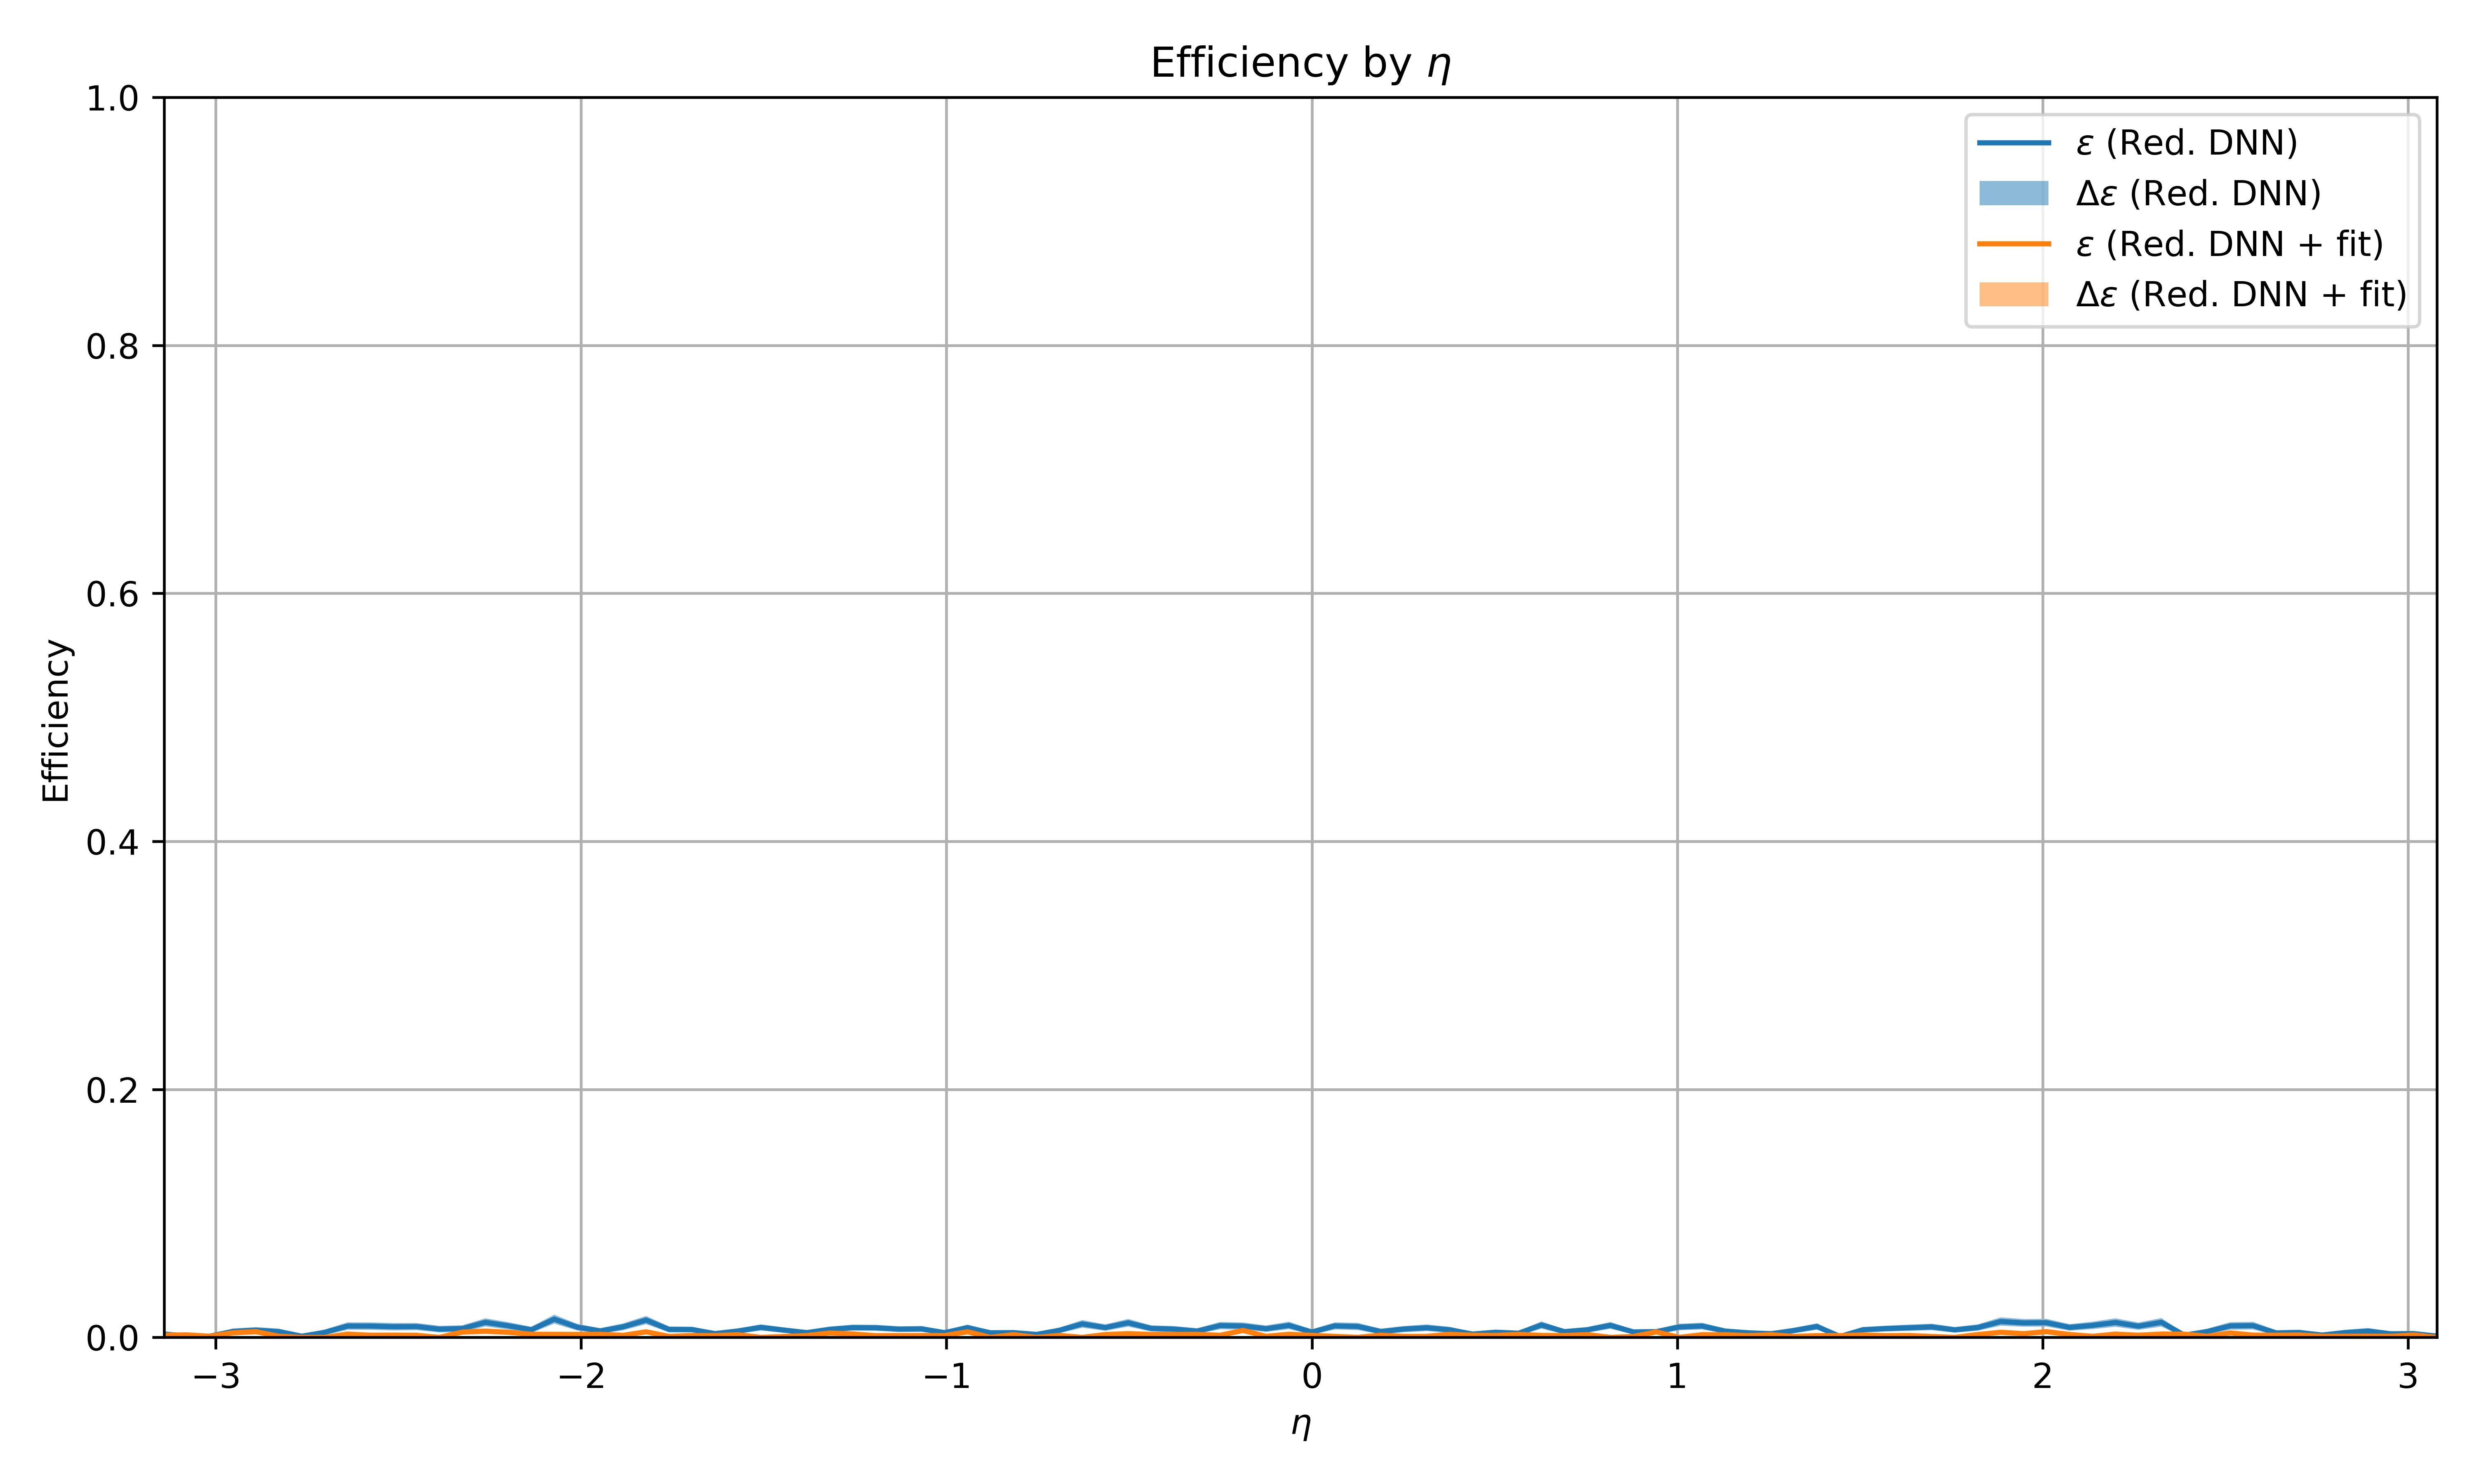 Efficiency by η
1.0
0.8
0.6
0.4
0.2
0.0
Efficiency
ε (Red. DNN)
Δε (Red. DNN)
ε (Red. DNN + fit)
Δε (Red. DNN + fit)
−3 −2 −1 0 1 2 3
η